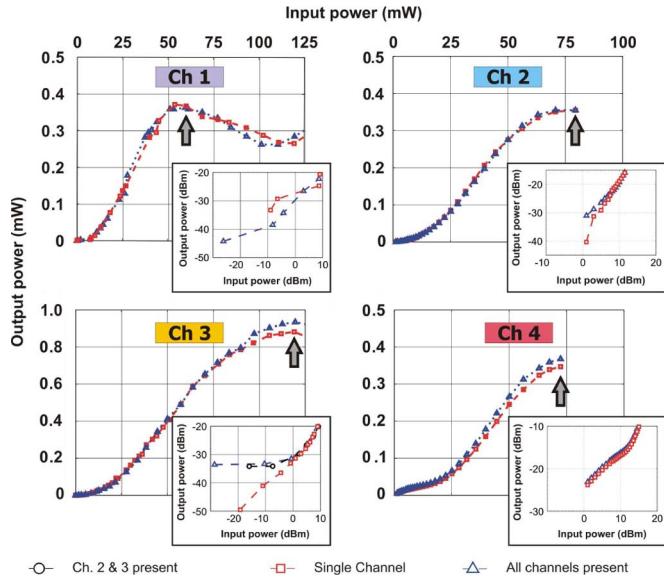 Input power (mW)
0 25 50 75 100 125
0 25 50 75 100
Output power (mW)
0.5
0.4
0.3
0.2
0.1
0
Ch 1
Output power (dBm)
-20
-30
-40
-50
-20 -10 0 10
Input power (dBm)
0.5
0.4
0.3
0.2
0.1
0
Ch 2
Output power (dBm)
-20
-30
-40
10 0 10 20
Input power (dBm)
1.0
0.8
0.6
0.4
0.2
0
Ch 3
Output power (dBm)
-20
-30
-40
-50
-30 -20 -10 0 10
Input power (dBm)
0.5
0.4
0.3
0.2
0.1
0
Ch 4
Output power (dBm)
-10
-20
-30
0 10 20
Input power (dBm)
Ch. 2 & 3 present Single Channel All channels present